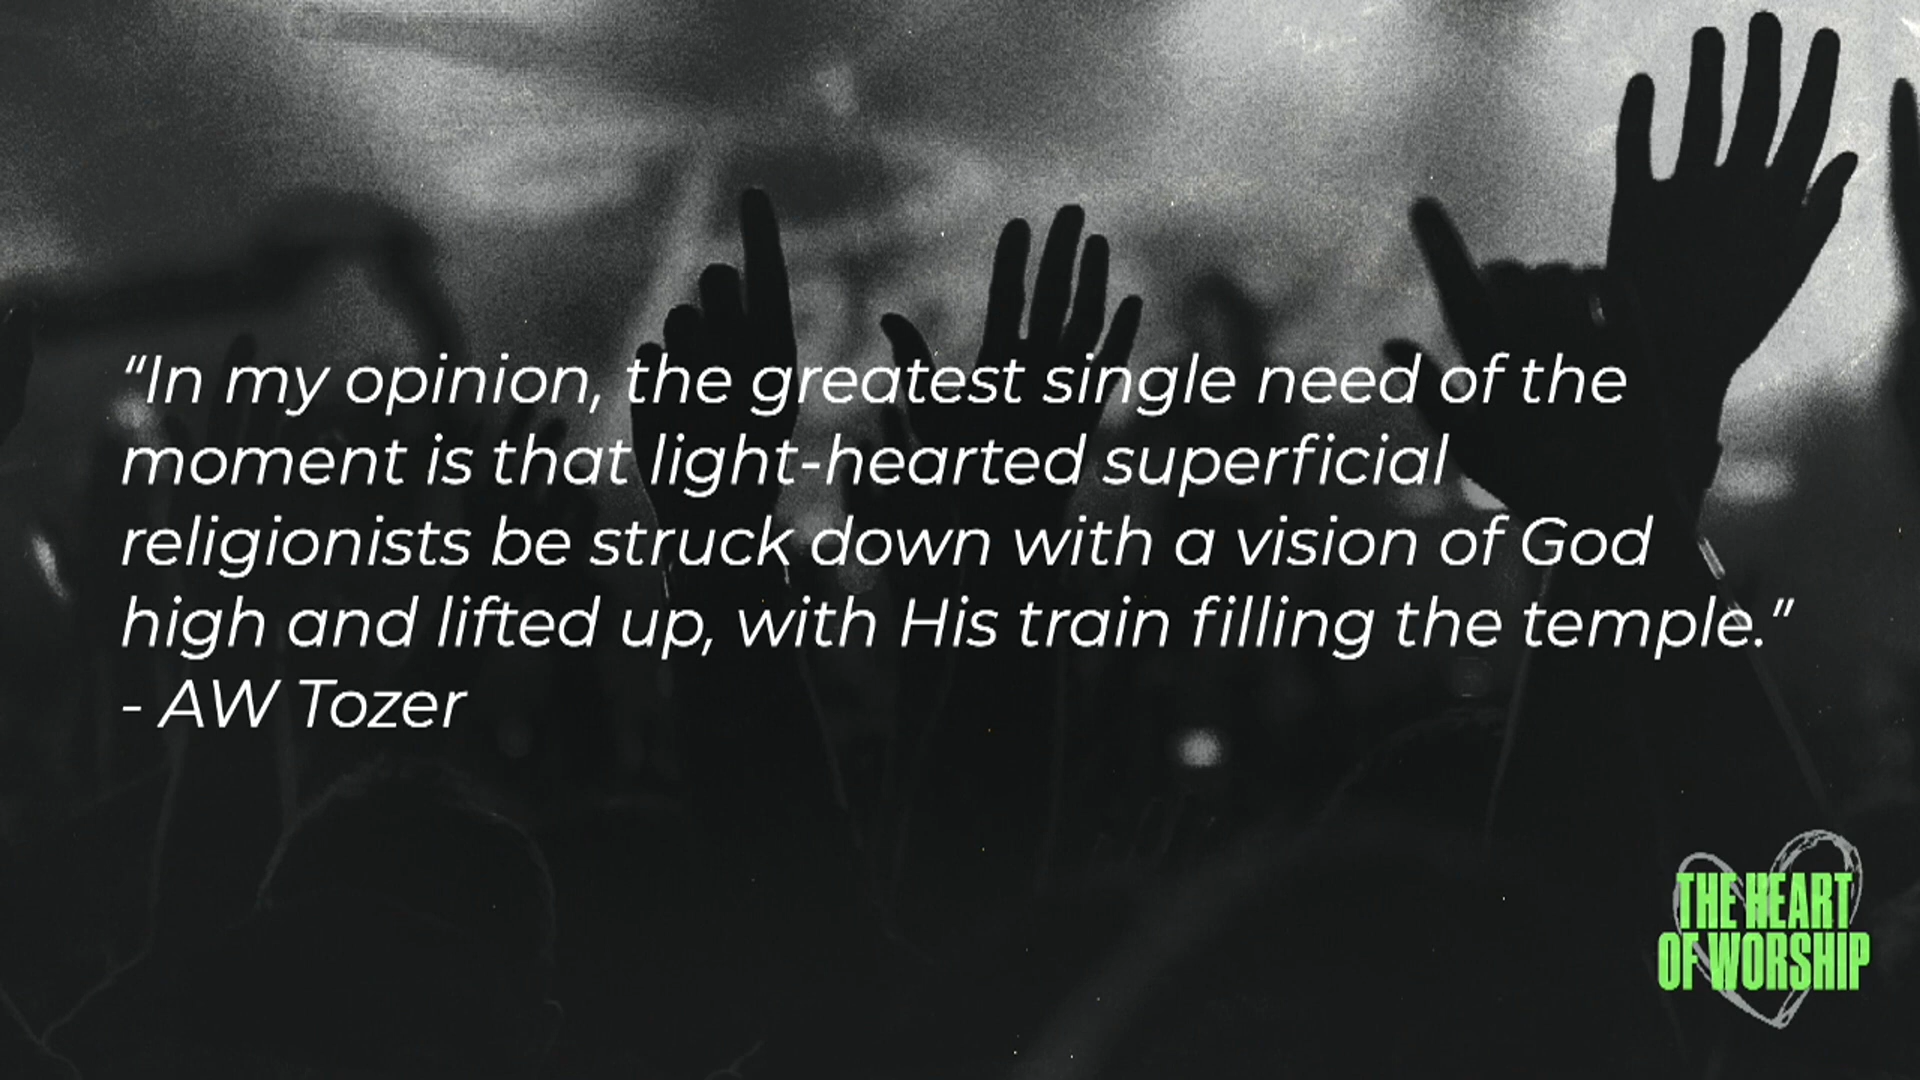 “In my opinion, the greatest single need of the
moment is that light-hearted superficial
religionists be struck down with a vision of God
high and lifted up, with His train filling the temple.”
- AW Tozer
THE HEART
OF WORSHIP